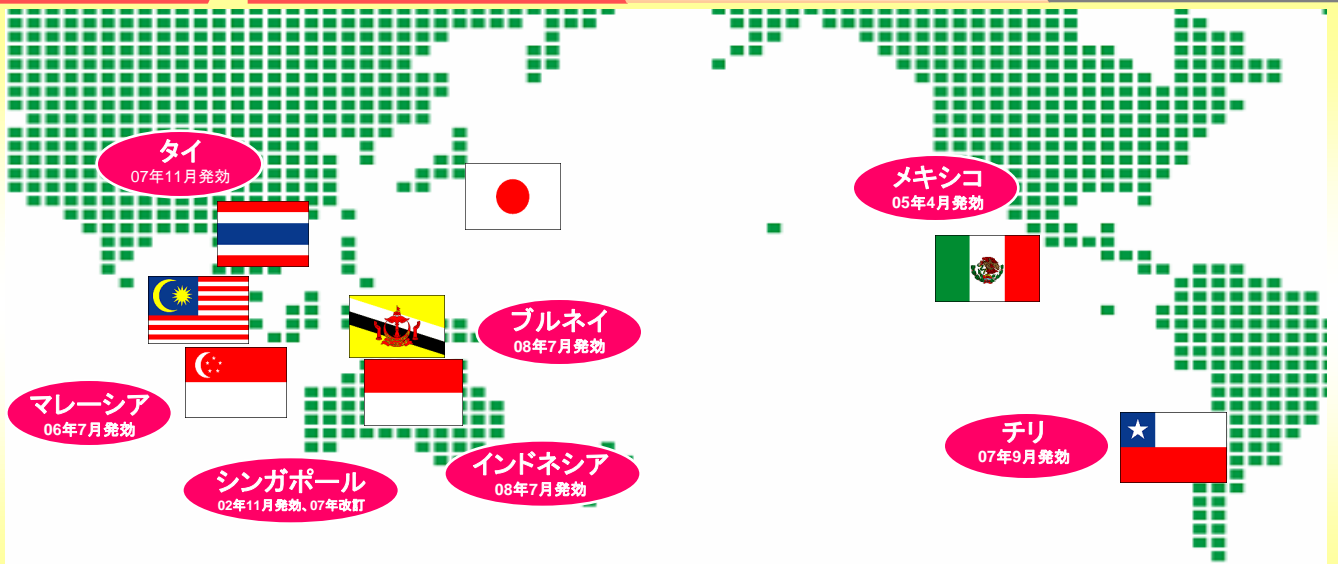 タイ
07年11月発効
メキシコ
05年4月発効
ブルネイ
08年7月発効
マレーシア
06年7月発効
チリ
07年9月発効
インドネシア
08年7月発効
シンガポール
02年11月発効、07年改訂